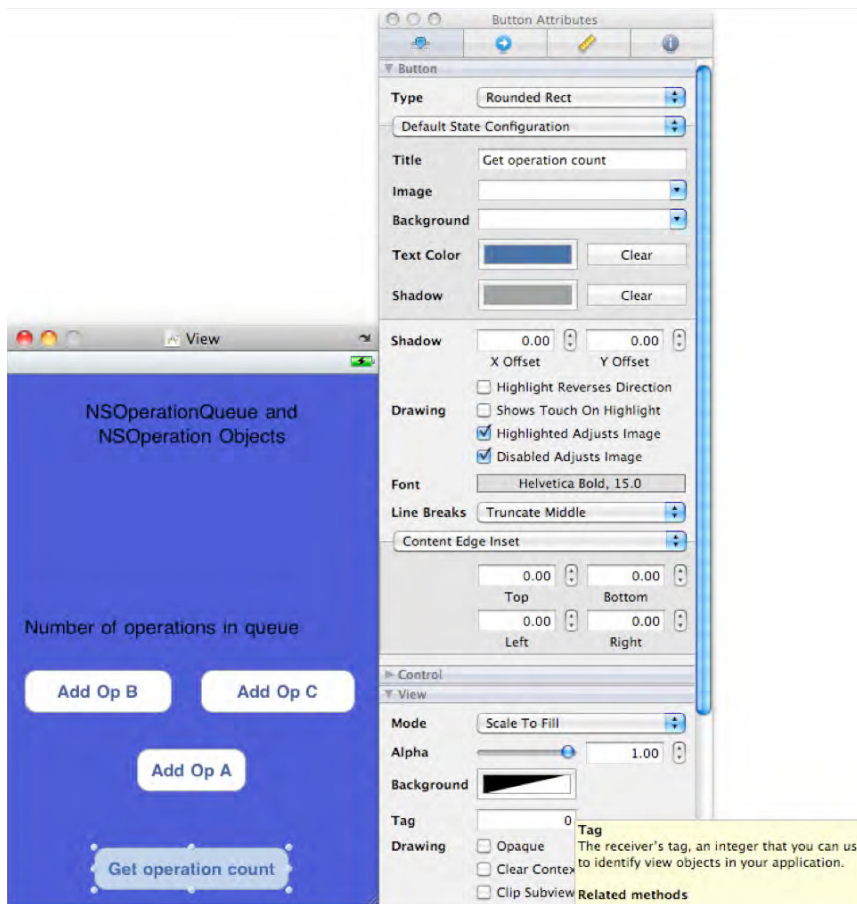 Button Attributes
Button
Type Rounded Rect
Default State Configuration
Title Get operation count
Image
Background
Text Color Clear
Shadow Clear
Shadow 0.00 0.00
X Offset Y Offset
Highlight Reverses Direction
Drawing Shows Touch On Highlight
Highlighted Adjusts Image
Disabled Adjusts Image
Font Helvetica Bold, 15.0
Line Breaks Truncate Middle
Content Edge Inset
0.00 0.00
Top Bottom
0.00 0.00
Left Right
Control
View
Mode Scale To Fill
Alpha 1.00
Background
Tag 0
Drawing Opaque
Clear Contex
Clip Subview
Tag
The receiver's tag, an integer that you can us
to identify view objects in your application.
Related methods
View
NSOperationQueue and
NSOperation Objects
Number of operations in queue
Add Op B Add Op C
Add Op A
Get operation count